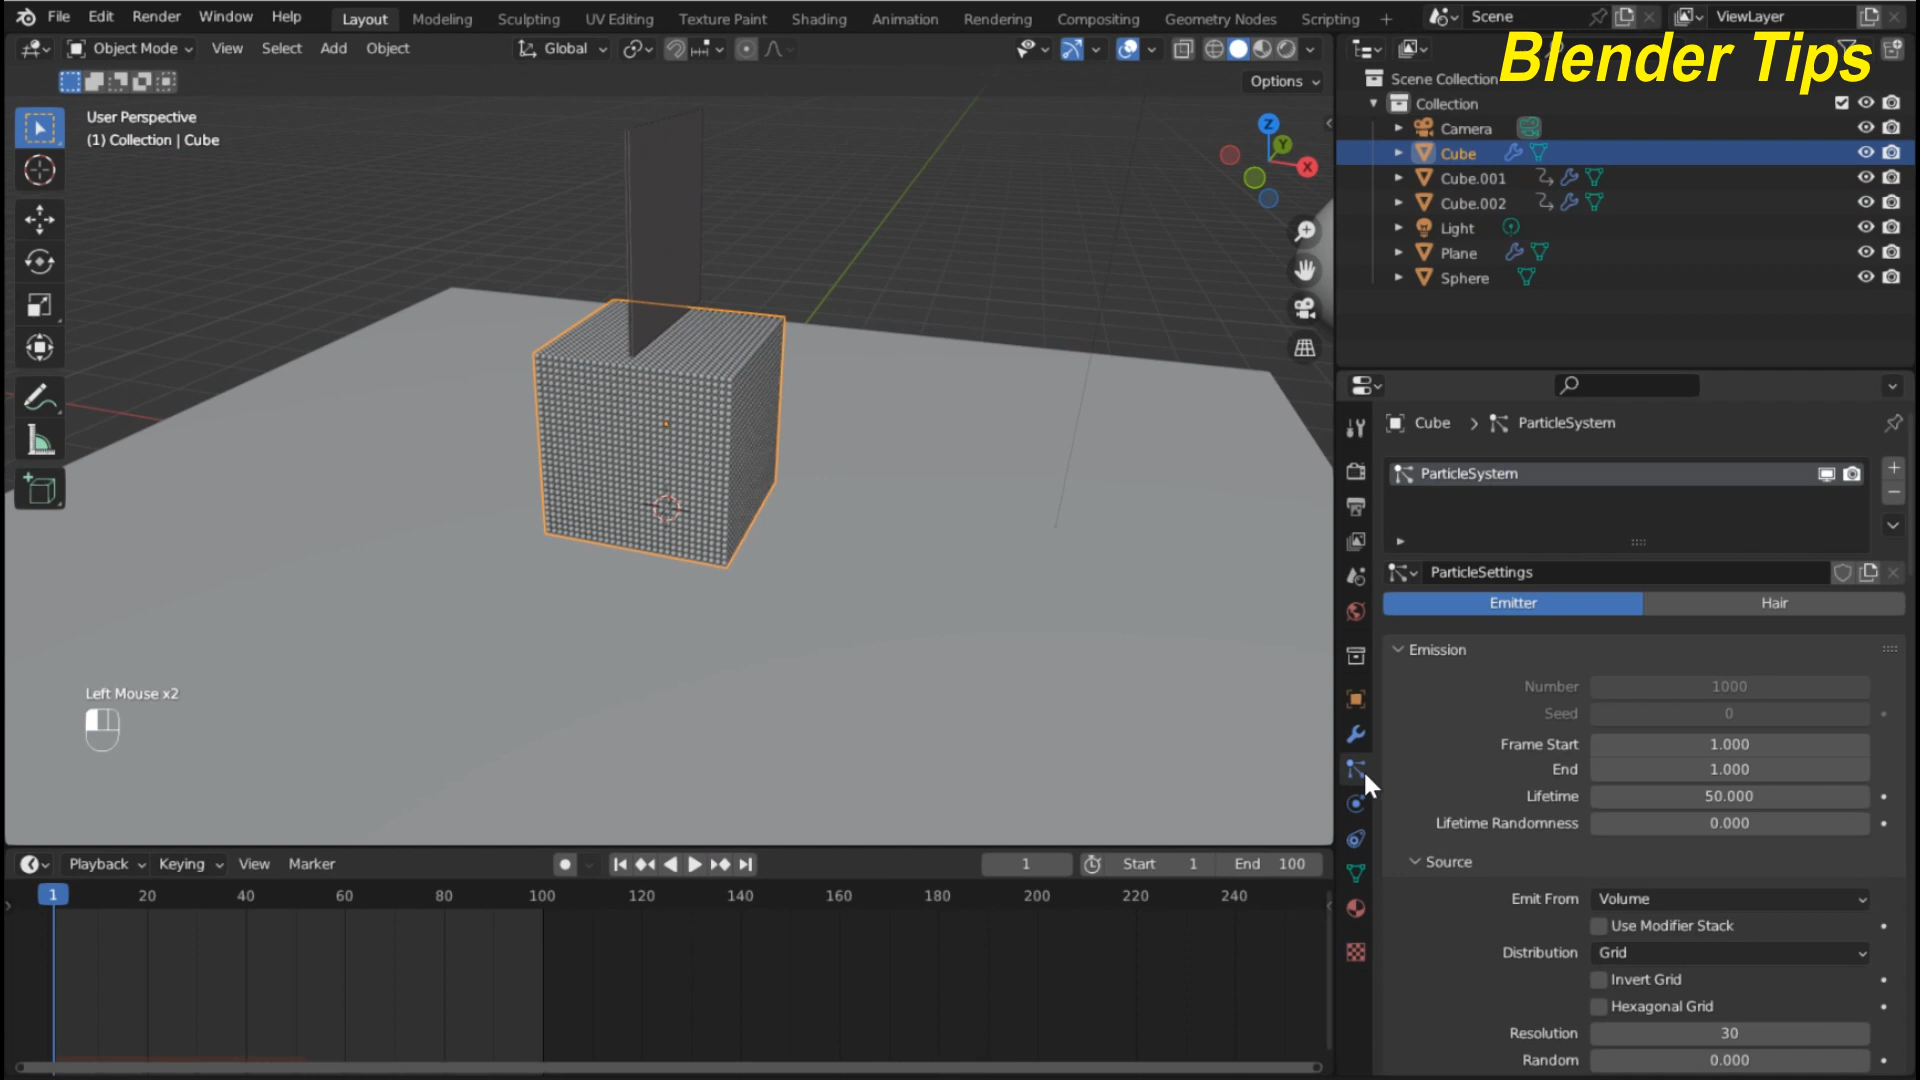 File Edit Render Window Help Layout Modeling Sculpting UV Editing Texture Paint Shading Animation Rendering Compositing Geometry Nodes Scripting + Scene ViewLayer
Object Mode View Select Add Object Global
Blender Tips
Options
User Perspective
(1) Collection | Cube
Z
Y
X
Left Mouse x2
Scene Collection
Collection
Camera
Cube
Cube.001
Cube.002
Light
Plane
Sphere
Cube > ParticleSystem
ParticleSystem
ParticleSettings
Emitter Hair
Emission
Number 1000
Seed 0
Frame Start 1.000
End 1.000
Lifetime 50.000
Lifetime Randomness 0.000
Source
Emit From Volume
Use Modifier Stack
Distribution Grid
Invert Grid
Hexagonal Grid
Resolution 30
Random 0.000
Playback Keying View Marker 1 Start 1 End 100
1 20 40 60 80 100 120 140 160 180 200 220 240